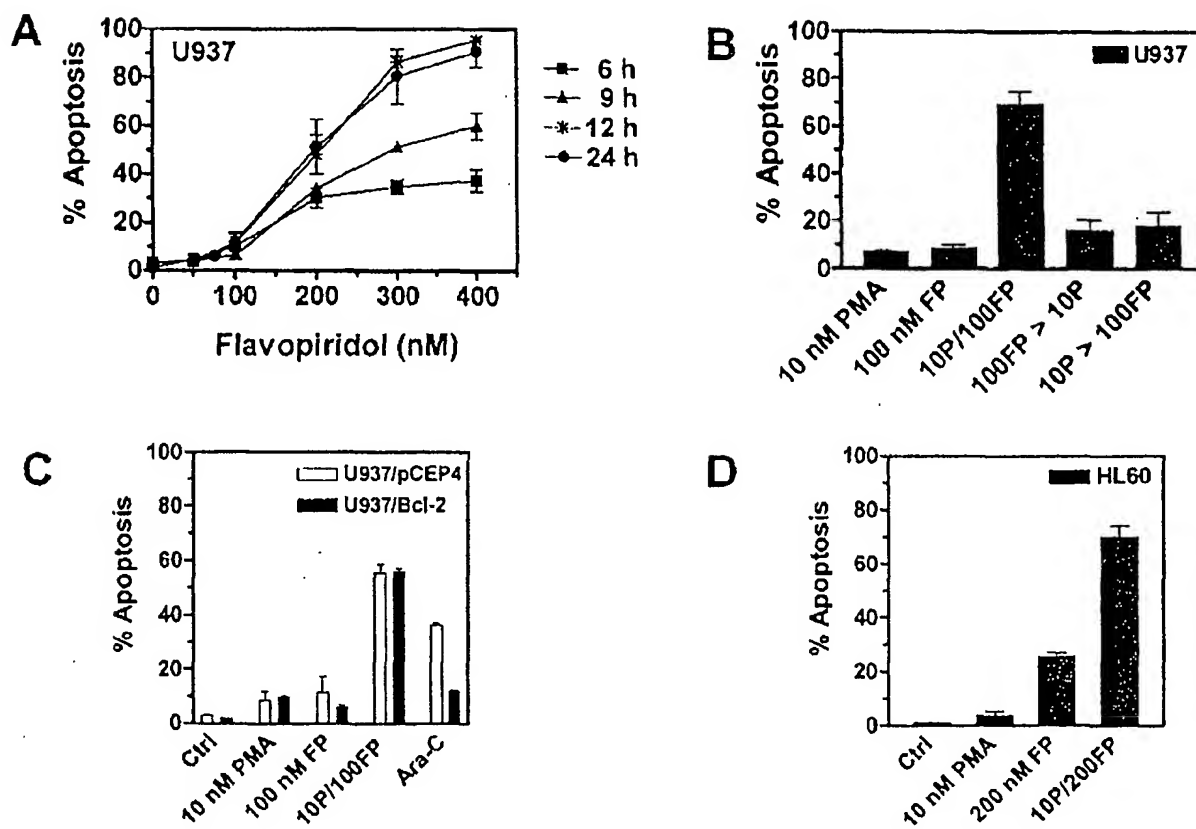 A
U937
% Apoptosis
100
80
60
40
20
0
0 100 200 300 400
Flavopiridol (nM)
6 h
9 h
12 h
24 h
B
U937
% Apoptosis
100
80
60
40
20
0
10 nM PMA
100 nM FP
10P/100FP
100FP > 10P
10P > 100FP
C
U937/pCEP4
U937/Bcl-2
% Apoptosis
100
80
60
40
20
0
Ctrl
10 nM PMA
100 nM FP
10P/100FP
Ara-C
D
HL60
% Apoptosis
100
80
60
40
20
0
Ctrl
10 nM PMA
200 nM FP
10P/200FP